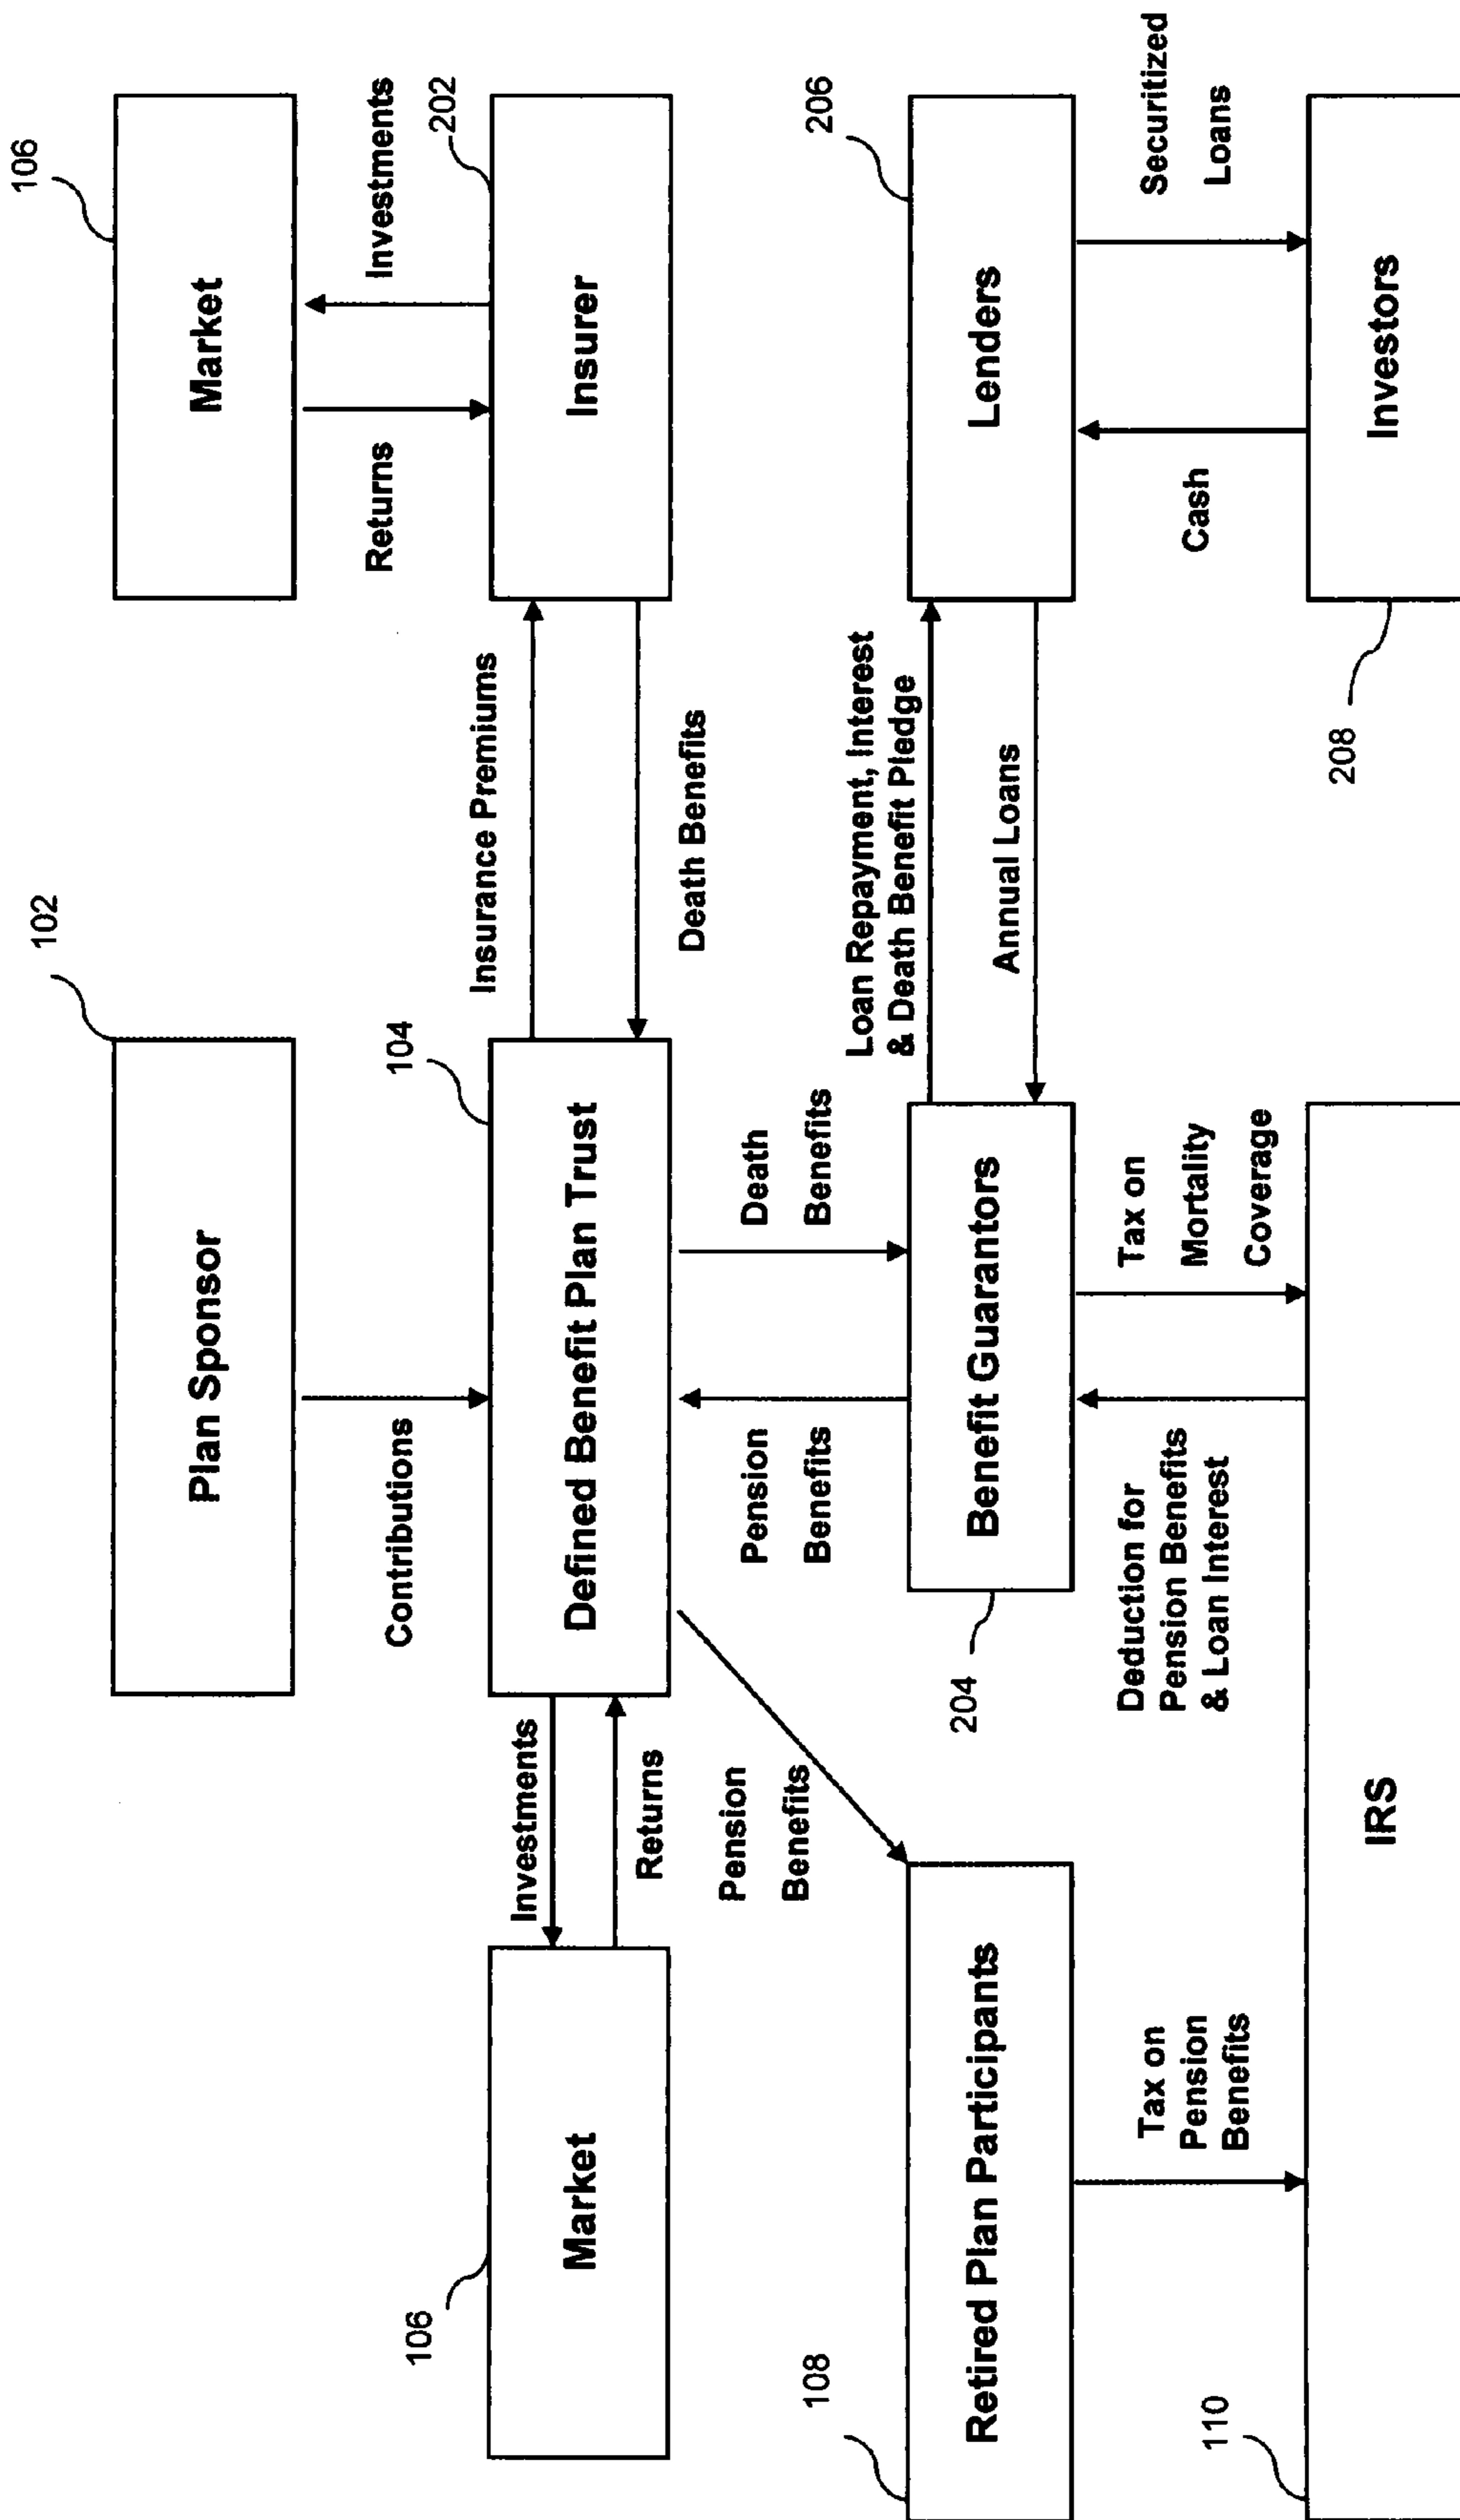 102
Plan Sponsor
106
Market
Contributions
Returns
Investments
104
202
106
Market
Investments
Returns
Defined Benefit Plan Trust
Insurance Premiums
Death Benefits
Insurer
Pension
Benefits
Pension
Benefits
Death
Benefits
108
Retired Plan Participants
204
Benefit Guarantors
Loan Repayment, Interest
& Death Benefit Pledge
Annual Loans
206
Lenders
Tax on
Pension
Benefits
Deduction for
Pension Benefits
& Loan Interest
Tax on
Mortality
Coverage
Cash
Securitized
Loans
110
IRS
208
Investors